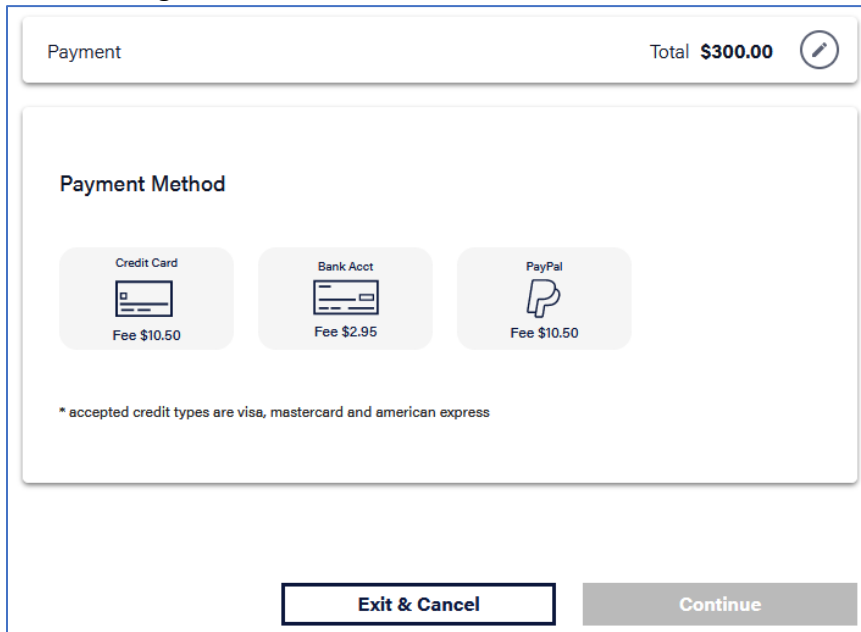 Payment
Total $300.00
Payment Method
Credit Card
Fee $10.50
Bank Acct
Fee $2.95
PayPal
Fee $10.50
* accepted credit types are visa, mastercard and american express
Exit & Cancel
Continue